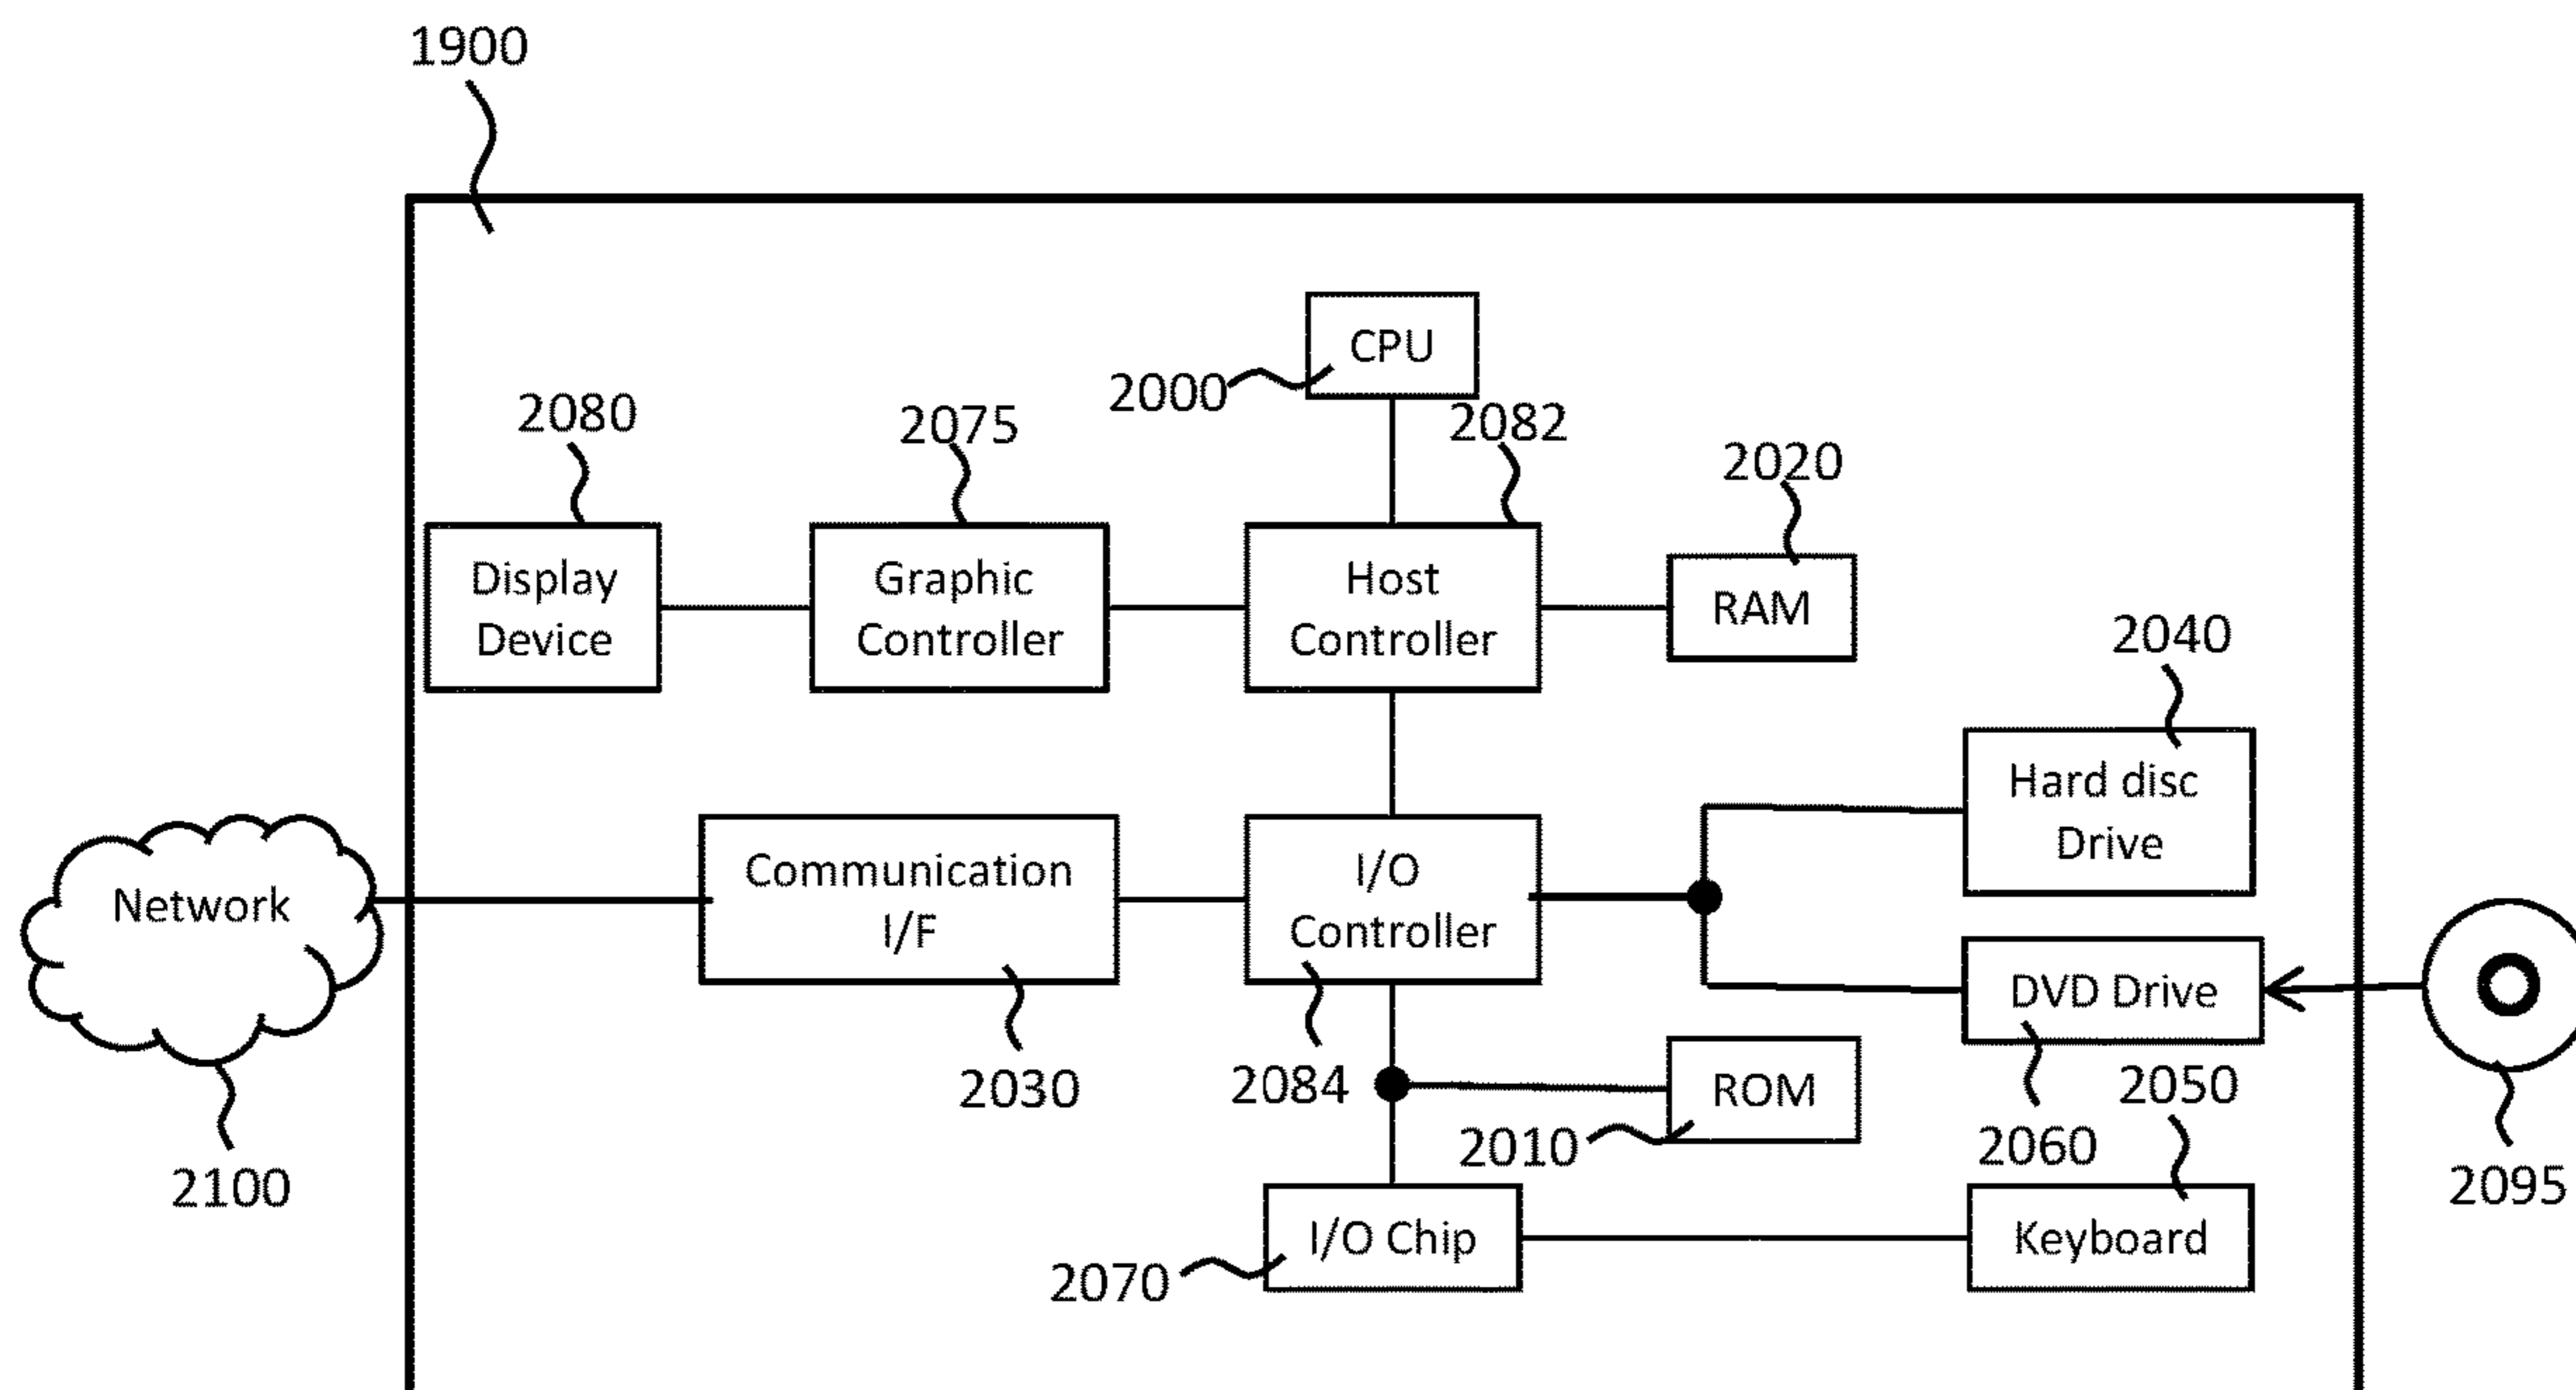 1900
CPU
2000
2080
2075
2082
2020
Display
Device
Graphic
Controller
Host
Controller
RAM
2040
Hard disc
Drive
Network
Communication
I/F
I/O
Controller
DVD Drive
2030
2084
ROM
2050
2010
2060
2100
2095
I/O Chip
Keyboard
2070